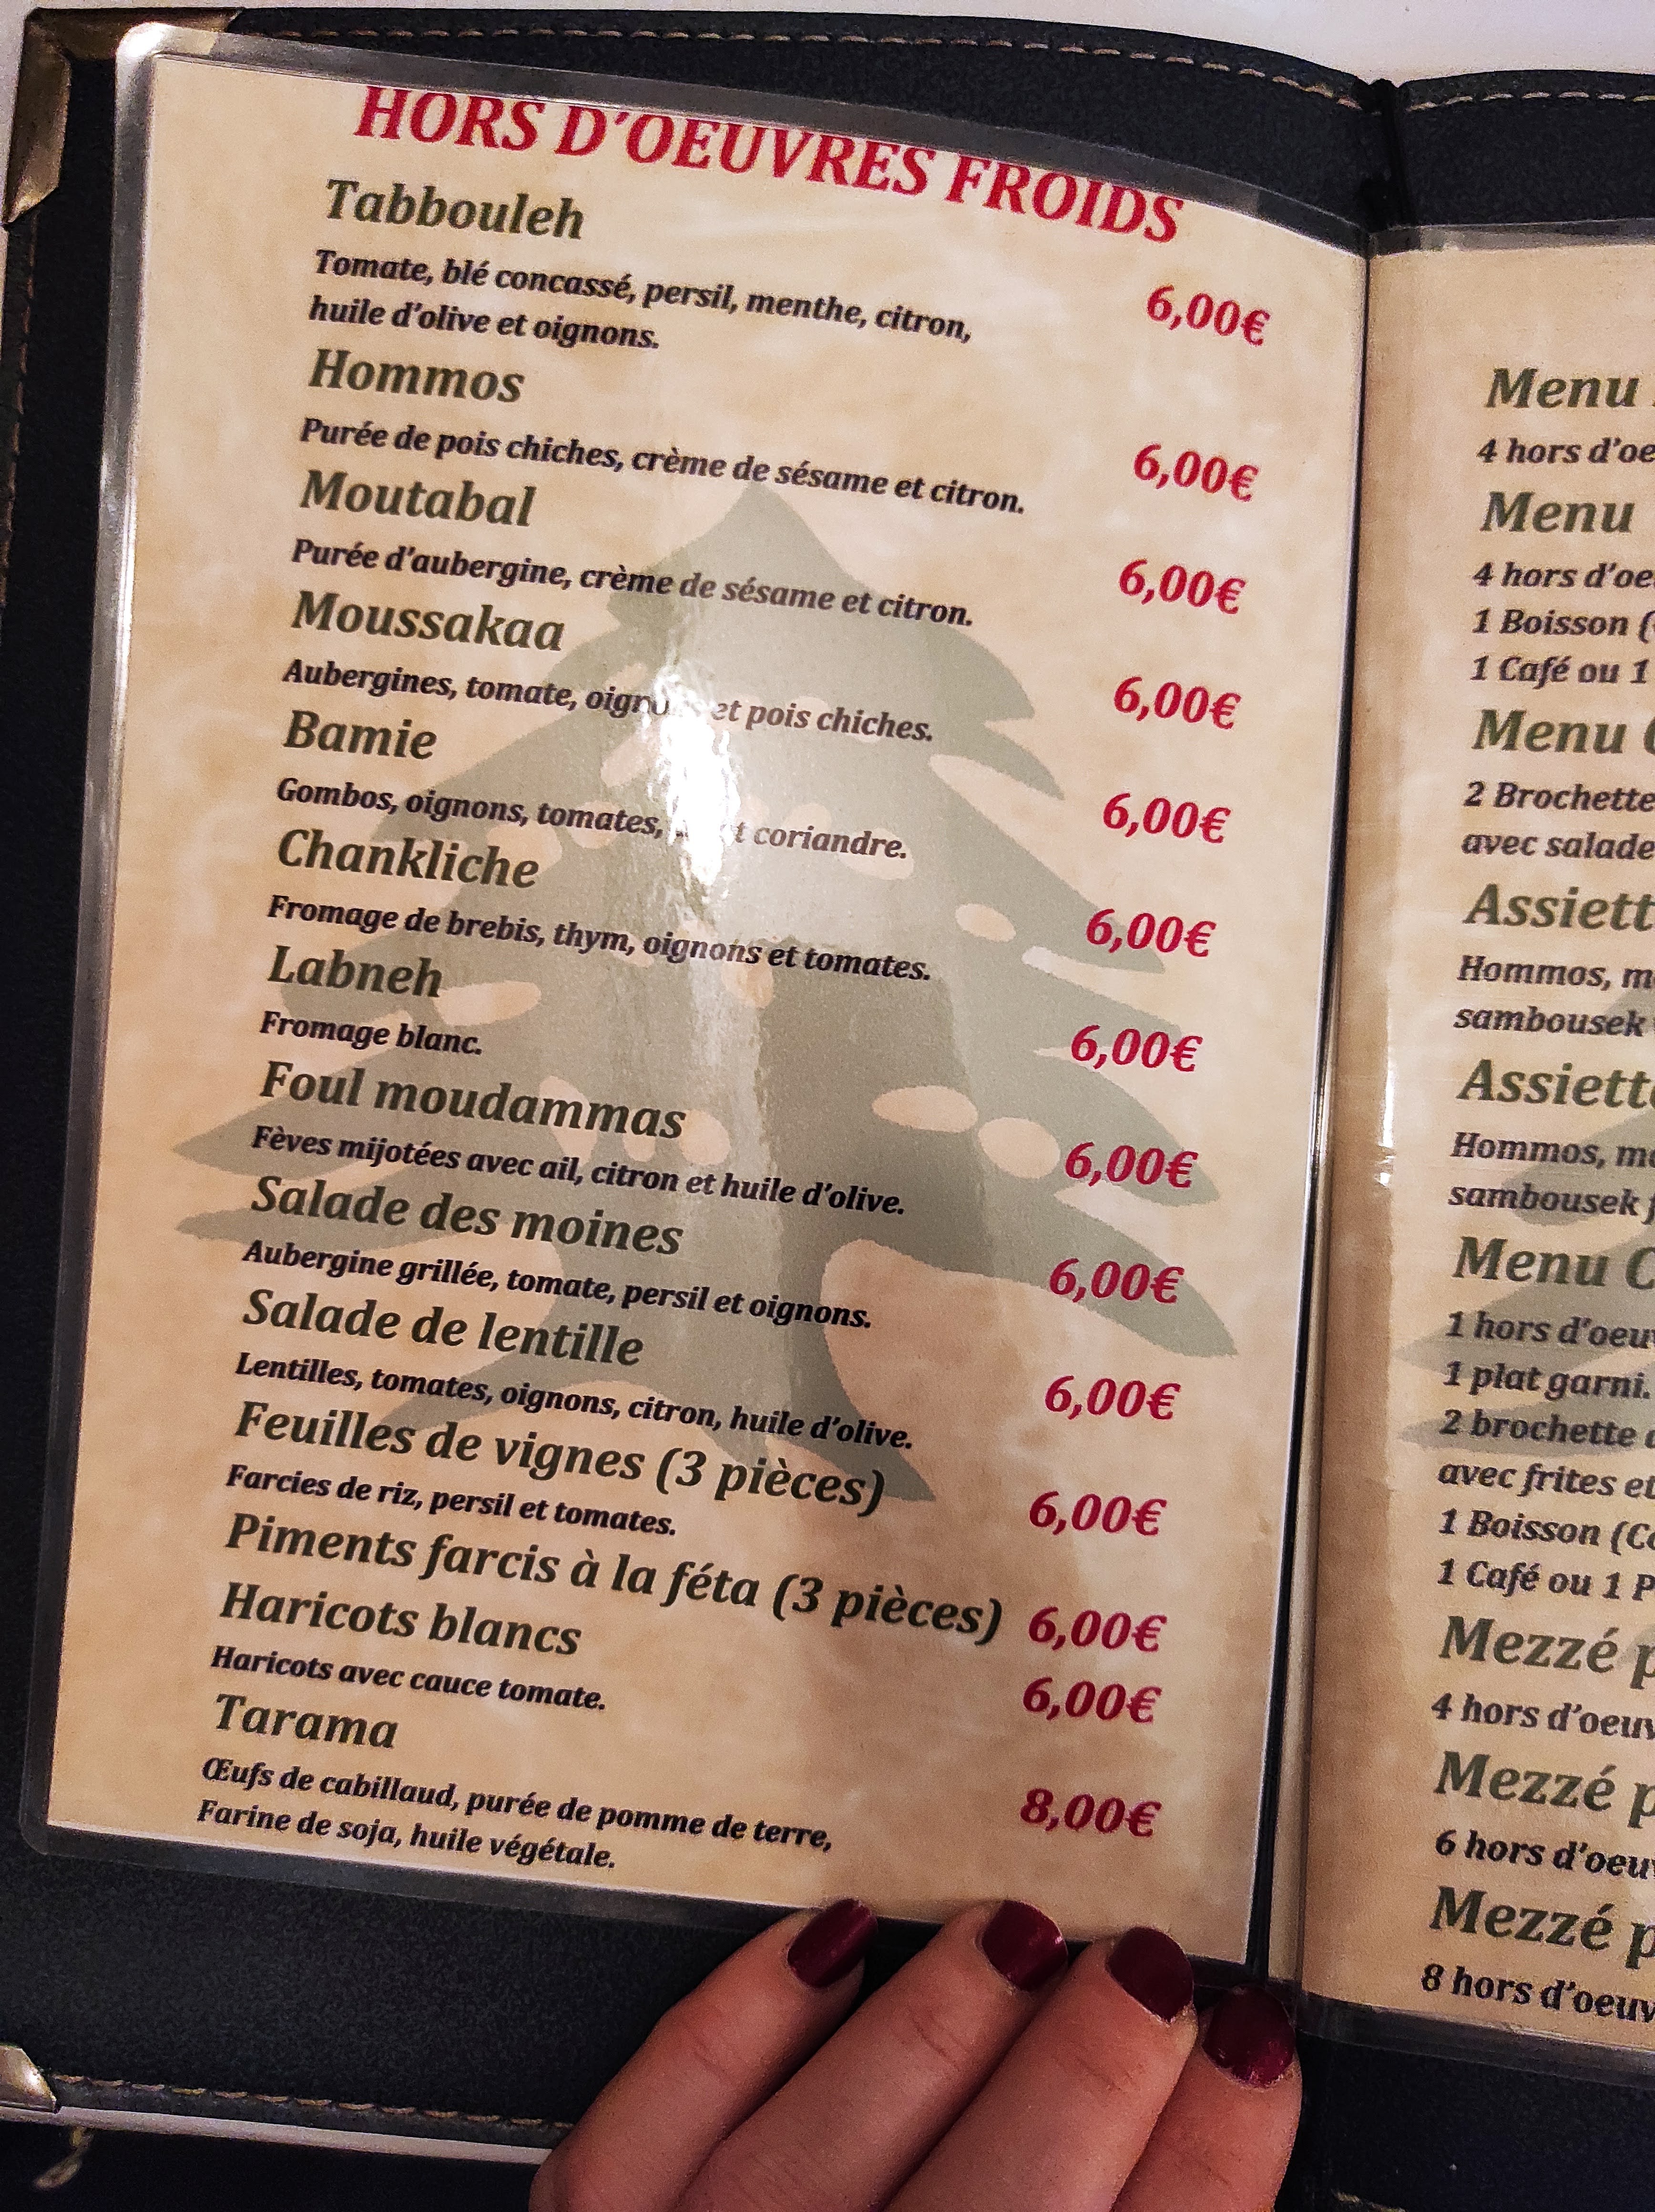 HORS D'OEUVRES FROIDS
Tabbouleh
Tomate, blé concassé, persil, menthe, citron,
huile d'olive et oignons.
6,00€
Hommos
Purée de pois chiches, crème de sésame et citron.
6,00€
Moutabal
Purée d'aubergine, crème de sésame et citron.
6,00€
Moussakaa
Aubergines, tomate, et pois chiches.
6,00€
Bamie
Gombos, oignons, tomates, coriandre.
6,00€
Chankliche
Fromage de brebis, thym, oignons et tomates.
6,00€
Labneh
Fromage blanc.
6,00€
Foul moudammas
Fèves mijotées avec ail, citron et huile d'olive.
6,00€
Salade des moines
Aubergine grillée, tomate, persil et oignons.
6,00€
Salade de lentille
Lentilles, tomates, oignons, citron, huile d'olive.
6,00€
Feuilles de vignes (3 pièces)
Farcies de riz, persil et tomates.
6,00€
Piments farcis à la féta (3 pièces) 6,00€
Haricots blancs
Haricots avec cauce tomate.
6,00€
Tarama
Œufs de cabillaud, purée de pomme de terre,
Farine de soja, huile végétale.
8,00€
Menu
4 hors d'oe
Menu
4 hors d'oe
1 Boisson (
1 Café ou 1
Menu
2 Brochette
avec salade
Assiett
Hommos, m
sambousek
Assiett
Hommos, m
sambousek
Menu C
1 hors d'oeu
1 plat garni.
2 brochette
avec frites et
1 Boisson (C
1 Café ou 1 P
Mezzé p
4 hors d'oeuv
Mezzé p
6 hors d'oeuv
Mezzé p
8 hors d'oeuv